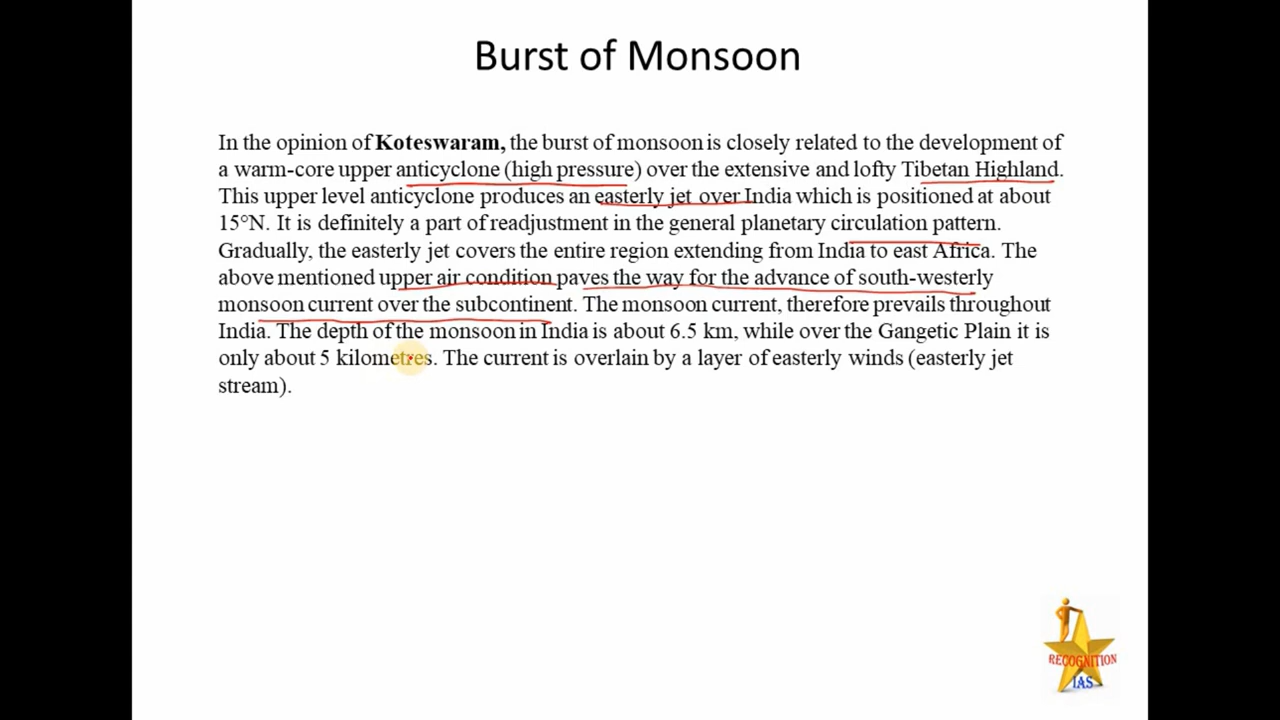 Burst of Monsoon
In the opinion of Koteswaram, the burst of monsoon is closely related to the development of
a warm-core upper anticyclone (high pressure) over the extensive and lofty Tibetan Highland.
This upper level anticyclone produces an easterly jet over India which is positioned at about
15°N. It is definitely a part of readjustment in the general planetary circulation pattern.
Gradually, the easterly jet covers the entire region extending from India to east Africa. The
above mentioned upper air condition paves the way for the advance of south-westerly
monsoon current over the subcontinent. The monsoon current, therefore prevails throughout
India. The depth of the monsoon in India is about 6.5 km, while over the Gangetic Plain it is
only about 5 kilometres. The current is overlain by a layer of easterly winds (easterly jet
stream).
RECOGNITION
IAS